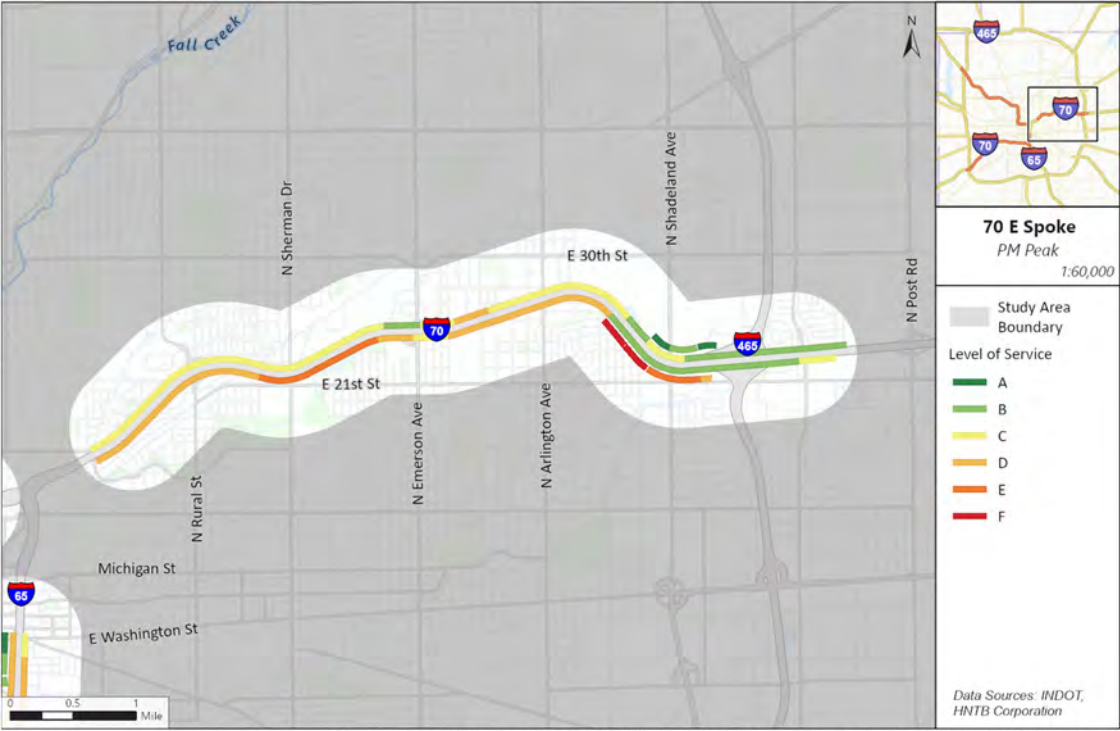 Fall Creek
N
465
70
70
65
N Sherman Dr
N Shadeland Ave
E 30th St
70 E Spoke
PM Peak
1:60,000
N Post Rd
70
465
E 21st St
N Emerson Ave
N Arlington Ave
N Rural St
Michigan St
65
E Washington St
0 0.5 1
Mile
Study Area
Boundary
Level of Service
A
B
C
D
E
F
Data Sources: INDOT,
HNTB Corporation